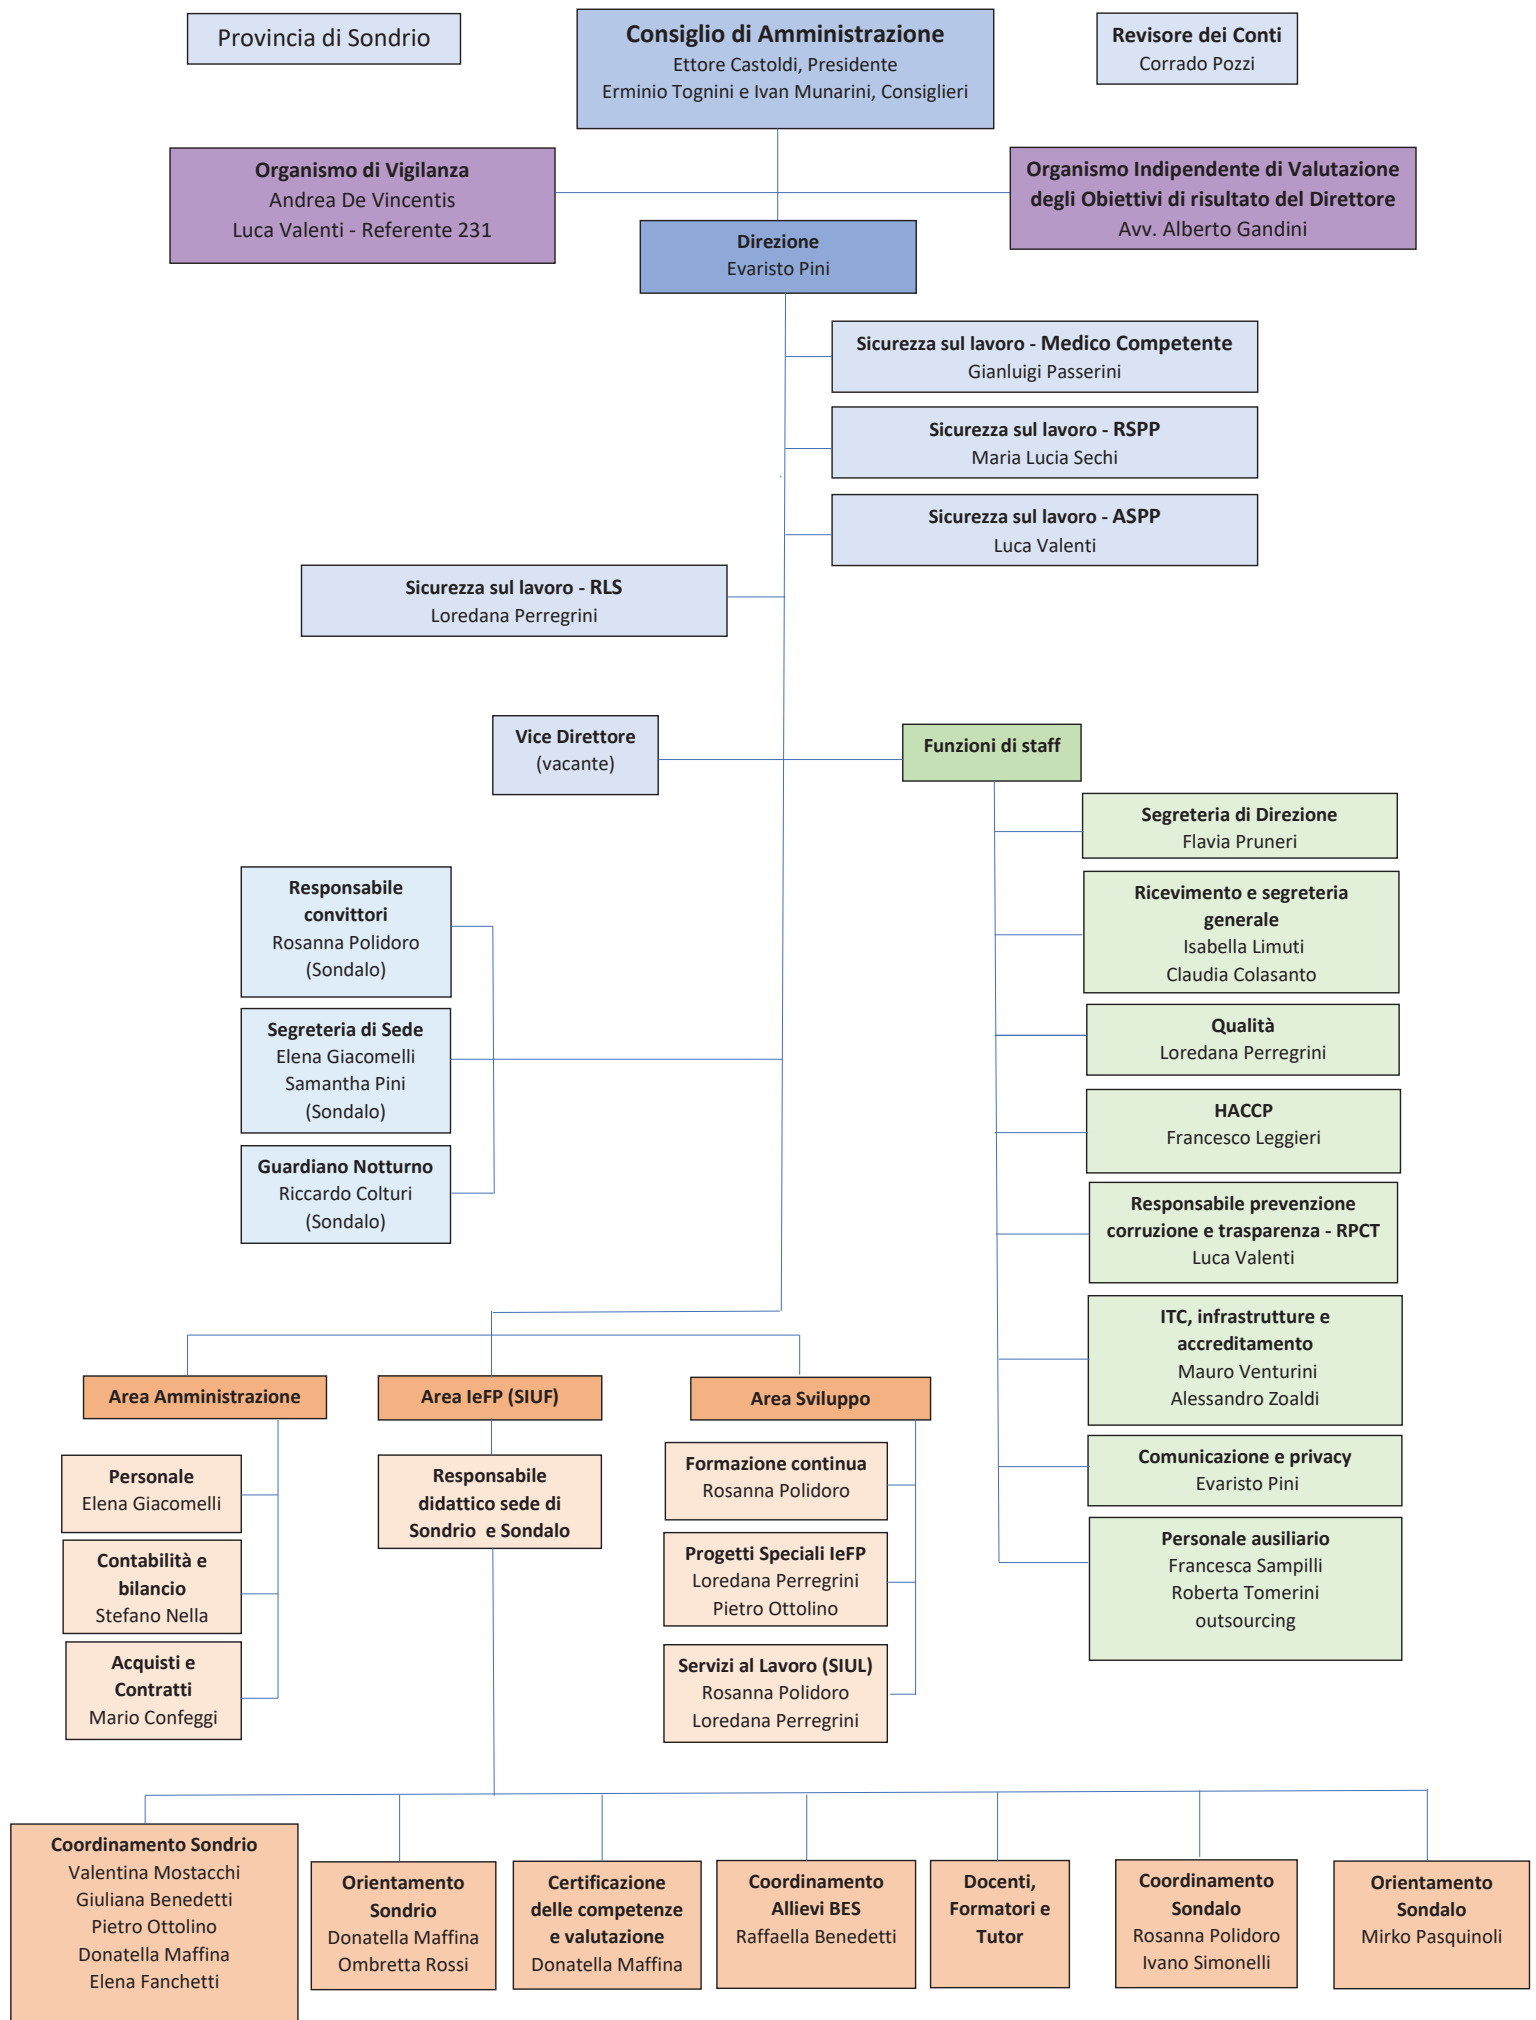 Provincia di Sondrio
Consiglio di Amministrazione
Ettore Castoldi, Presidente
Erminio Tognini e Ivan Munarini, Consiglieri
Revisore dei Conti
Corrado Pozzi
Organismo di Vigilanza
Andrea De Vincentis
Luca Valenti - Referente 231
Organismo Indipendente di Valutazione
degli Obiettivi di risultato del Direttore
Avv. Alberto Gandini
Direzione
Evaristo Pini
Sicurezza sul lavoro - Medico Competente
Gianluigi Passerini
Sicurezza sul lavoro - RSPP
Maria Lucia Sechi
Sicurezza sul lavoro - ASPP
Luca Valenti
Sicurezza sul lavoro - RLS
Loredana Perregrini
Vice Direttore
(vacante)
Funzioni di staff
Segreteria di Direzione
Flavia Pruneri
Ricevimento e segreteria
generale
Isabella Limuti
Claudia Colasanto
Qualità
Loredana Perregrini
HACCP
Francesco Leggieri
Responsabile prevenzione
corruzione e trasparenza - RPCT
Luca Valenti
ITC, infrastrutture e
accreditamento
Mauro Venturini
Alessandro Zoaldi
Comunicazione e privacy
Evaristo Pini
Personale ausiliario
Francesca Sampilli
Roberta Tomerini
outsourcing
Responsabile
convittori
Rosanna Polidoro
(Sondalo)
Segreteria di Sede
Elena Giacomelli
Samantha Pini
(Sondalo)
Guardiano Notturno
Riccardo Colturi
(Sondalo)
Area Amministrazione
Personale
Elena Giacomelli
Contabilità e
bilancio
Stefano Nella
Acquisti e
Contratti
Mario Confeggi
Area IeFP (SIUF)
Responsabile
didattico sede di
Sondrio e Sondalo
Area Sviluppo
Formazione continua
Rosanna Polidoro
Progetti Speciali IeFP
Loredana Perregrini
Pietro Ottolino
Servizi al Lavoro (SIUL)
Rosanna Polidoro
Loredana Perregrini
Coordinamento Sondrio
Valentina Mostacchi
Giuliana Benedetti
Pietro Ottolino
Donatella Maffina
Elena Fanchetti
Orientamento
Sondrio
Donatella Maffina
Ombretta Rossi
Certificazione
delle competenze
e valutazione
Donatella Maffina
Coordinamento
Allievi BES
Raffaella Benedetti
Docenti,
Formatori e
Tutor
Coordinamento
Sondalo
Rosanna Polidoro
Ivano Simonelli
Orientamento
Sondalo
Mirko Pasquinoli